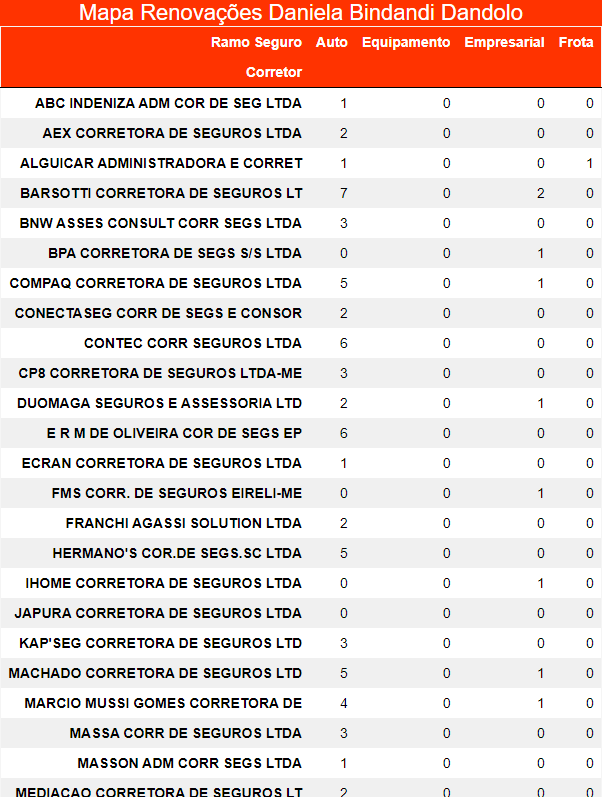 Mapa Renovações Daniela Bindandi Dandolo
Ramo Seguro Auto Equipamento Empresarial Frota
Corretor
ABC INDENIZA ADM COR DE SEG LTDA 1 0 0 0
AEX CORRETORA DE SEGUROS LTDA 2 0 0 0
ALGUICAR ADMINISTRADORA E CORRET 1 0 0 1
BARSOTTI CORRETORA DE SEGUROS LT 7 0 2 0
BNW ASSES CONSULT CORR SEGS LTDA 3 0 0 0
BPA CORRETORA DE SEGS S/S LTDA 0 0 1 0
COMPAQ CORRETORA DE SEGUROS LTDA 5 0 1 0
CONECTASEG CORR DE SEGS E CONSOR 2 0 0 0
CONTEC CORR SEGUROS LTDA 6 0 0 0
CP8 CORRETORA DE SEGUROS LTDA-ME 3 0 0 0
DUOMAGA SEGUROS E ASSESSORIA LTD 2 0 1 0
E R M DE OLIVEIRA COR DE SEGS EP 6 0 0 0
ECRAN CORRETORA DE SEGUROS LTDA 1 0 0 0
FMS CORR. DE SEGUROS EIRELI-ME 0 0 1 0
FRANCHI AGASSI SOLUTION LTDA 2 0 0 0
HERMANO'S COR.DE SEGS.SC LTDA 5 0 0 0
IHOME CORRETORA DE SEGUROS LTDA 0 0 1 0
JAPURA CORRETORA DE SEGUROS LTDA 0 0 0 0
KAP'SEG CORRETORA DE SEGUROS LTD 3 0 0 0
MACHADO CORRETORA DE SEGUROS LTD 5 0 1 0
MARCIO MUSSI GOMES CORRETORA DE 4 0 1 0
MASSA CORR DE SEGUROS LTDA 3 0 0 0
MASSON ADM CORR SEGS LTDA 1 0 0 0
MEDIACAO CORRETORA DE SEGUROS LT 2 0 0 0